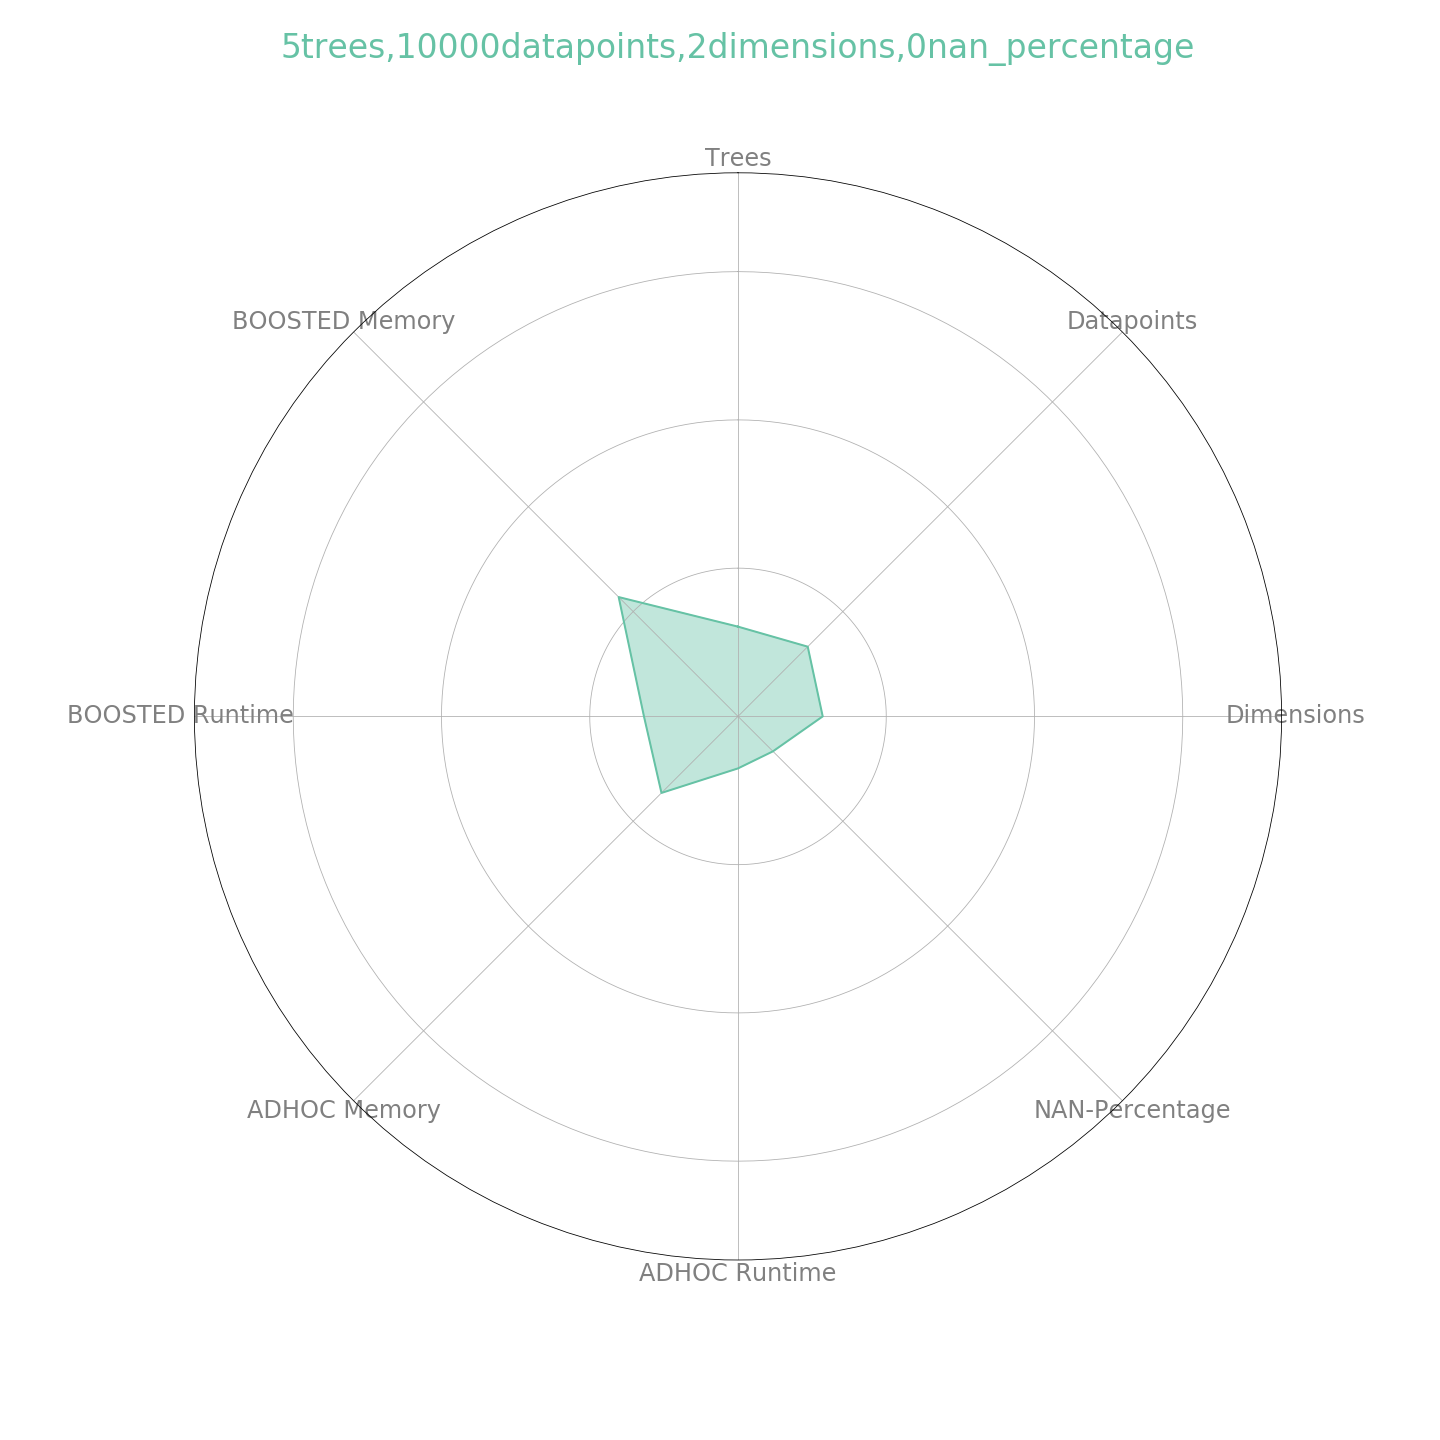 5trees,10000datapoints,2dimensions,0nan_percentage
Trees
BOOSTED Memory
Datapoints
BOOSTED Runtime
Dimensions
ADHOC Memory
NAN-Percentage
ADHOC Runtime